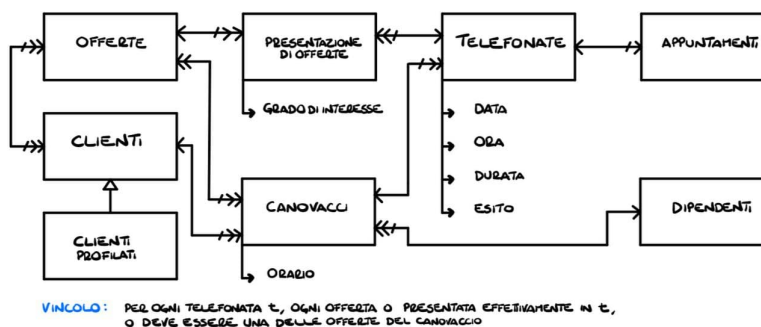 OFFERTE
PRESENTAZIONE
DI OFFERTE
TELEFONATE
APPUNTAMENTI
GRADO DI INTERESSE
DATA
ORA
DURATA
ESITO
CLIENTI
CLIENTI
PROFILATI
CANOVACCI
DIPENDENTI
ORARIO
VINCOLO: PER OGNI TELEFONATA t, OGNI OFFERTA O PRESENTATA EFFETTIVAMENTE IN t,
O DEVE ESSERE UNA DELLE OFFERTE DEL CANOVACCIO